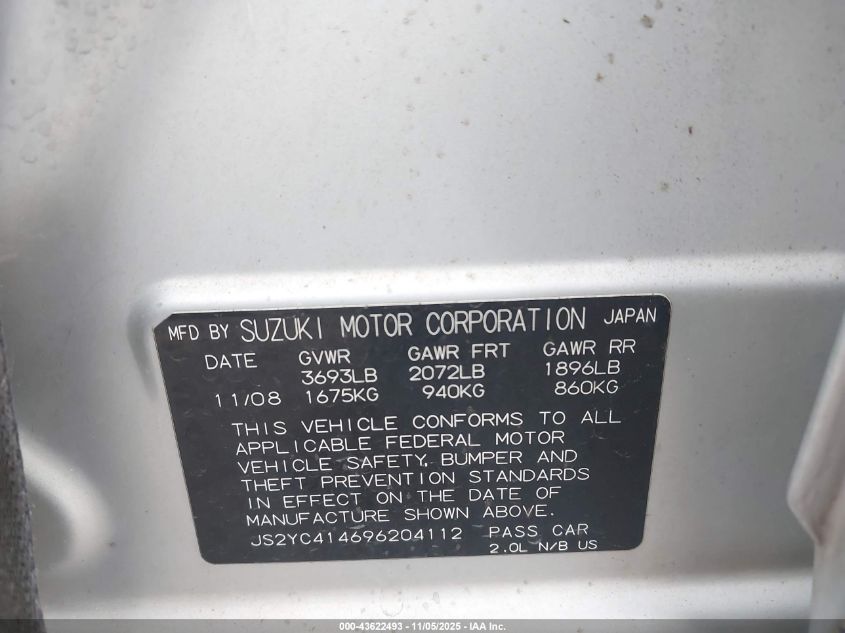 MFD BY SUZUKI MOTOR CORPORATION JAPAN
DATE GVWR GAWR FRT GAWR RR
3693LB 2072LB 1896LB
11/08 1675KG 940KG 860KG
THIS VEHICLE CONFORMS TO ALL
APPLICABLE FEDERAL MOTOR
VEHICLE SAFETY, BUMPER AND
THEFT PREVENTION STANDARDS
IN EFFECT ON THE DATE OF
MANUFACTURE SHOWN ABOVE.
JS2YC414696204112 PASS CAR
2.0L N/B US
000-43622493 - 11/05/2025 - IAA Inc.